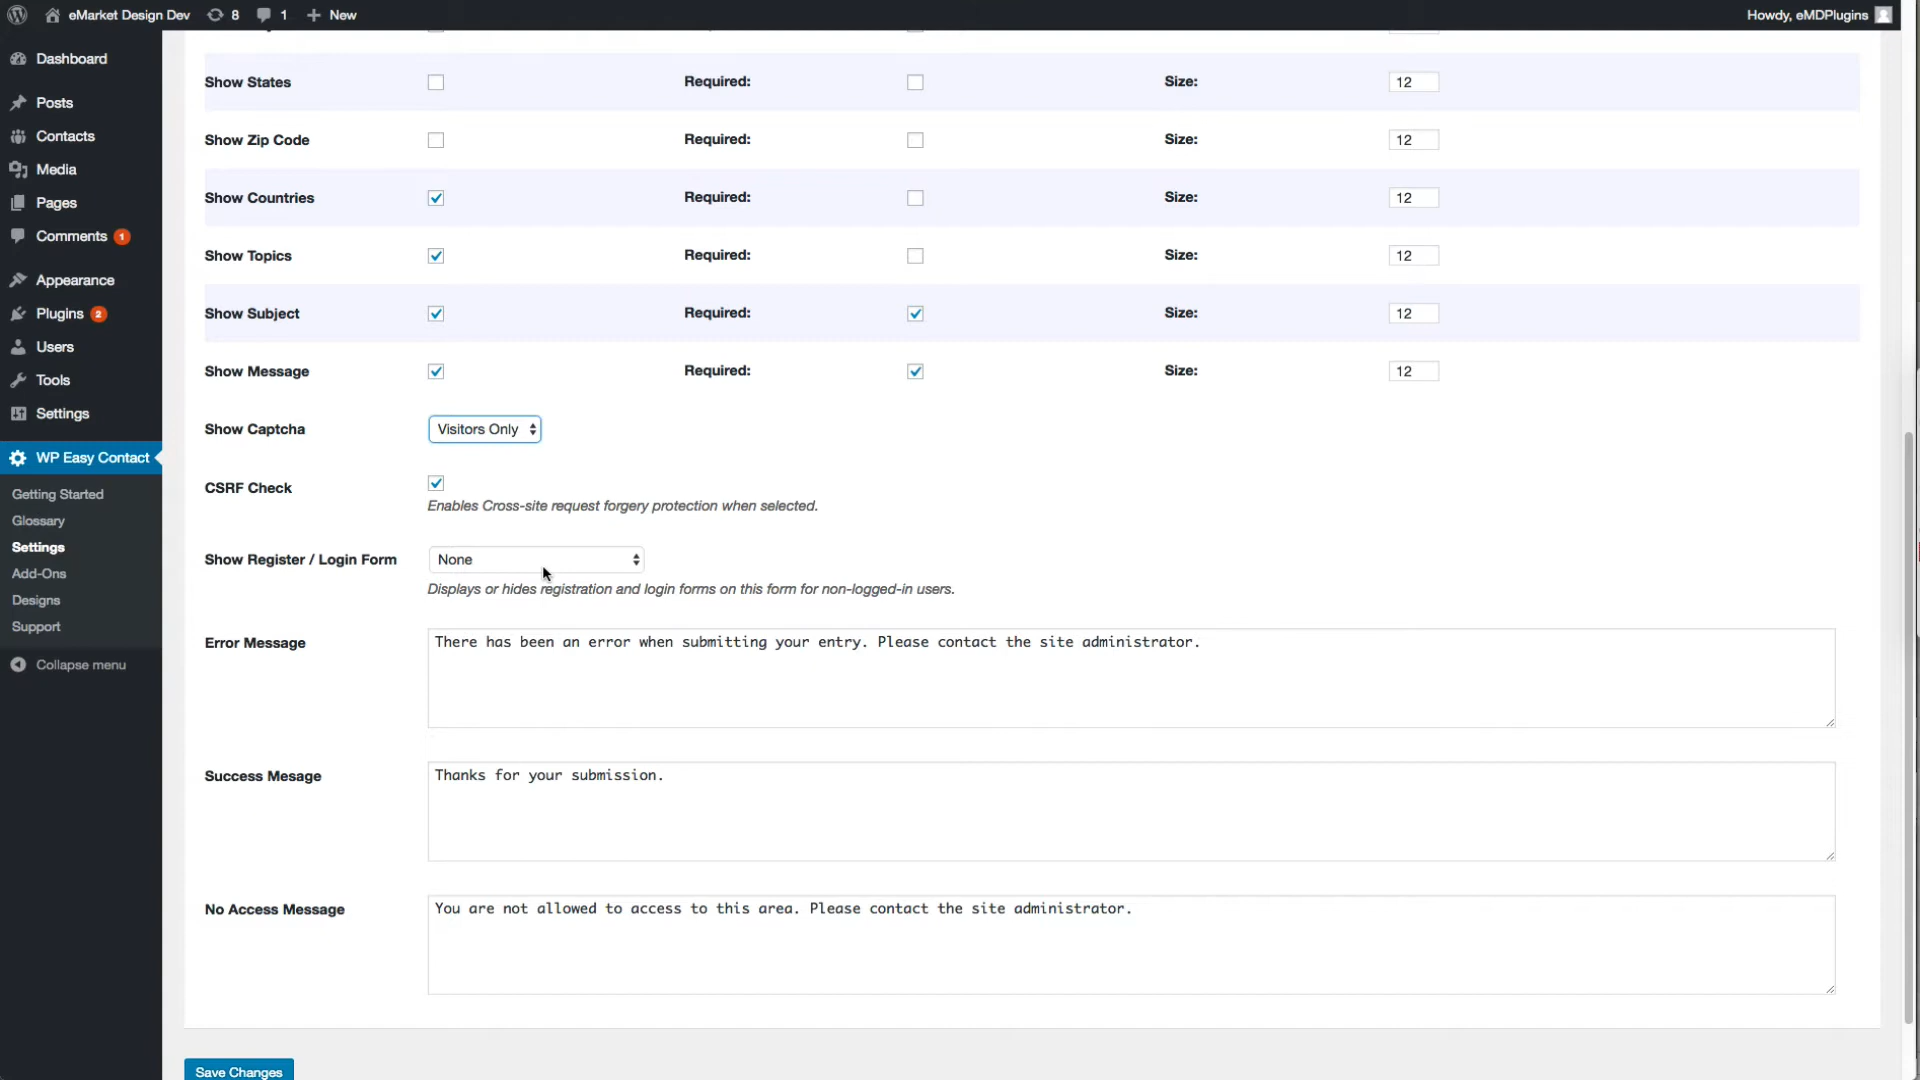 eMarket Design Dev 8 1 New Howdy, eMDPlugins
Dashboard
Posts
Contacts
Media
Pages
Comments 1
Appearance
Plugins 2
Users
Tools
Settings
WP Easy Contact
Getting Started
Glossary
Settings
Add-Ons
Designs
Support
Collapse menu
Show States Required: Size: 12
Show Zip Code Required: Size: 12
Show Countries Required: Size: 12
Show Topics Required: Size: 12
Show Subject Required: Size: 12
Show Message Required: Size: 12
Show Captcha Visitors Only
CSRF Check
Enables Cross-site request forgery protection when selected.
Show Register / Login Form None
Displays or hides registration and login forms on this form for non-logged-in users.
Error Message There has been an error when submitting your entry. Please contact the site administrator.
Success Mesage Thanks for your submission.
No Access Message You are not allowed to access to this area. Please contact the site administrator.
Save Changes